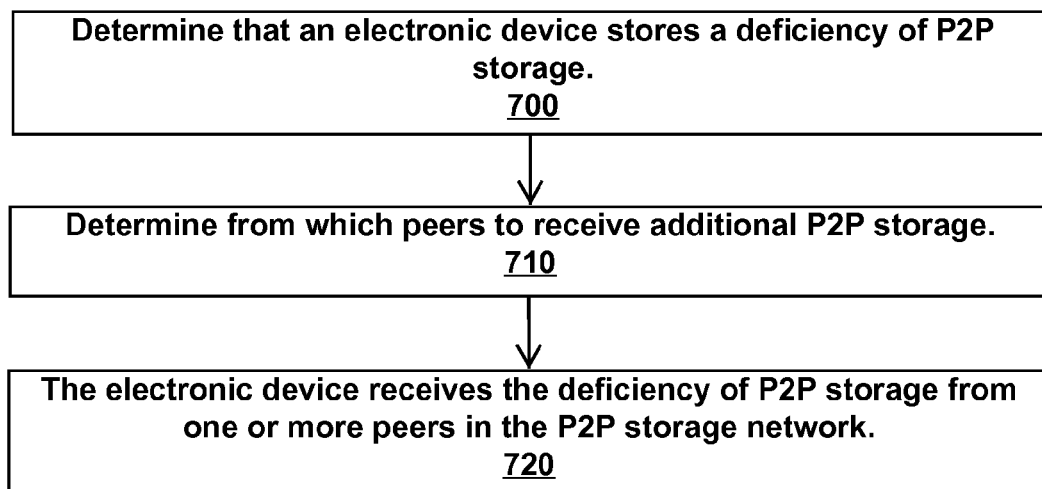 Determine that an electronic device stores a deficiency of P2P
storage.
700
Determine from which peers to receive additional P2P storage.
710
The electronic device receives the deficiency of P2P storage from
one or more peers in the P2P storage network.
720